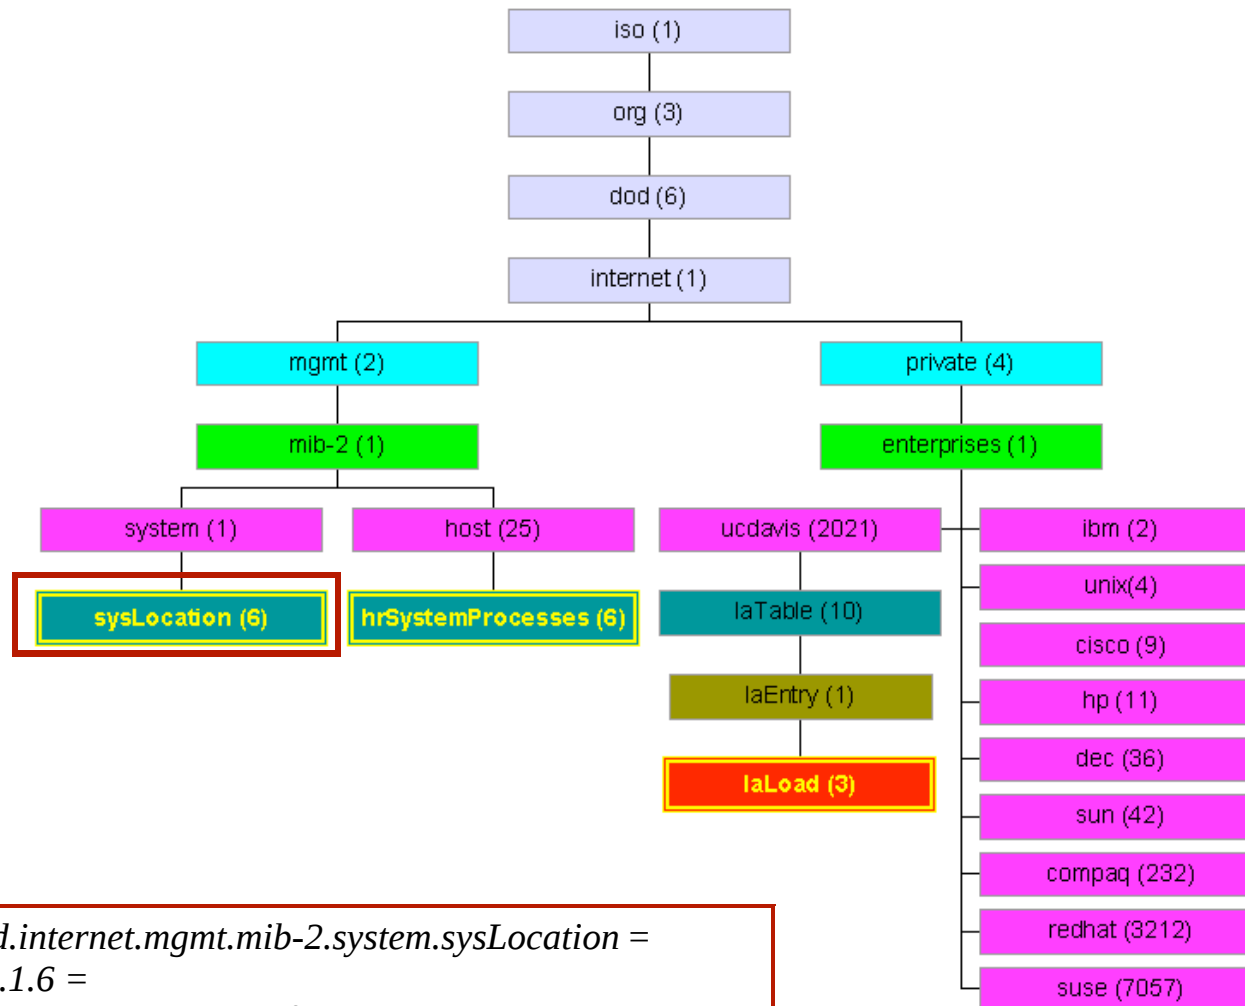 iso (1)
org (3)
dod (6)
internet (1)
mgmt (2)
private (4)
mib-2 (1)
enterprises (1)
system (1)
host (25)
ucdavis (2021)
ibm (2)
sysLocation (6)
hrSystemProcesses (6)
laTable (10)
unix(4)
cisco (9)
laEntry (1)
hp (11)
laLoad (3)
dec (36)
sun (42)
compaq (232)
redhat (3212)
suse (7057)
.internet.mgmt.mib-2.system.sysLocation =
.1.6 =